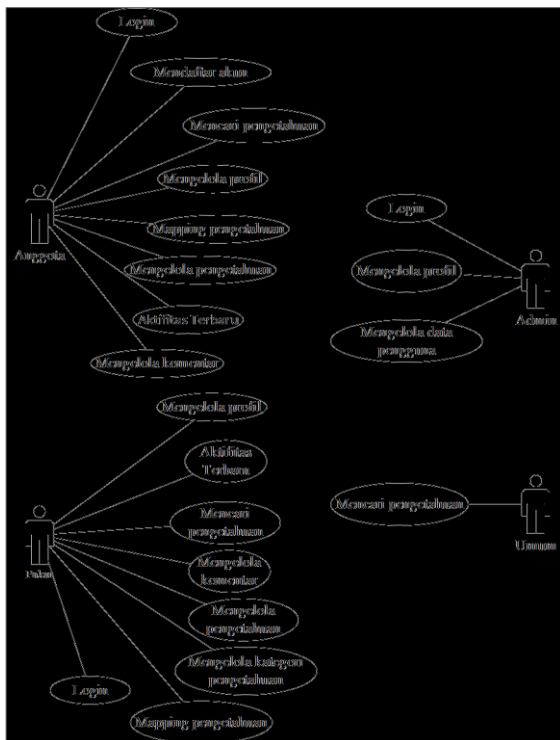 Login
Mendaftar akun
Mencari pengetahuan
Mengelola profil
Mapping pengetahuan
Mengelola pengetahuan
Aktifitas Terbaru
Mengelola komentar
Anggota
Login
Mengelola profil
Mengelola data
pengguna
Admin
Mengelola profil
Aktifitas
Terbaru
Mencari
pengetahuan
Mengelola
komentar
Mengelola
pengetahuan
Mengelola kategori
pengetahuan
Login
Mapping pengetahuan
Pakar
Mencari pengetahuan
Umum